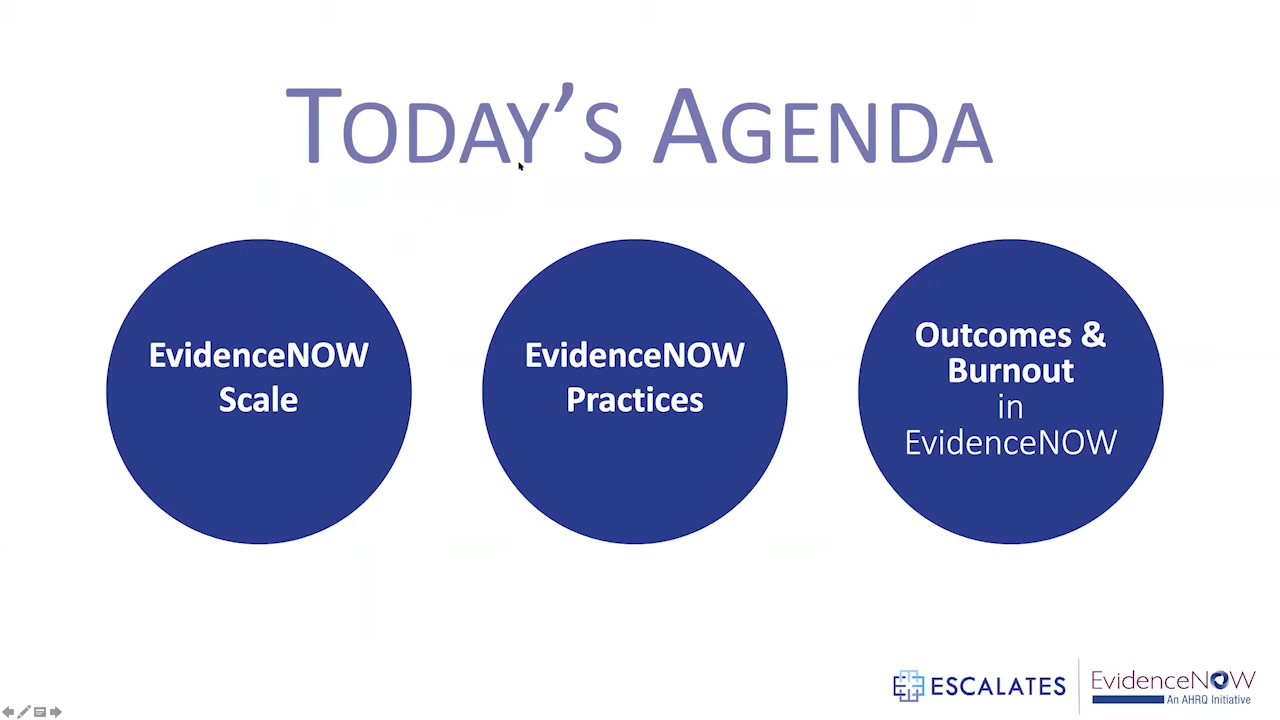 TODAY'S AGENDA
EvidenceNOW
Scale
EvidenceNOW
Practices
Outcomes &
Burnout
in
EvidenceNOW
ESCALATES
EvidenceNOW
An AHRQ Initiative